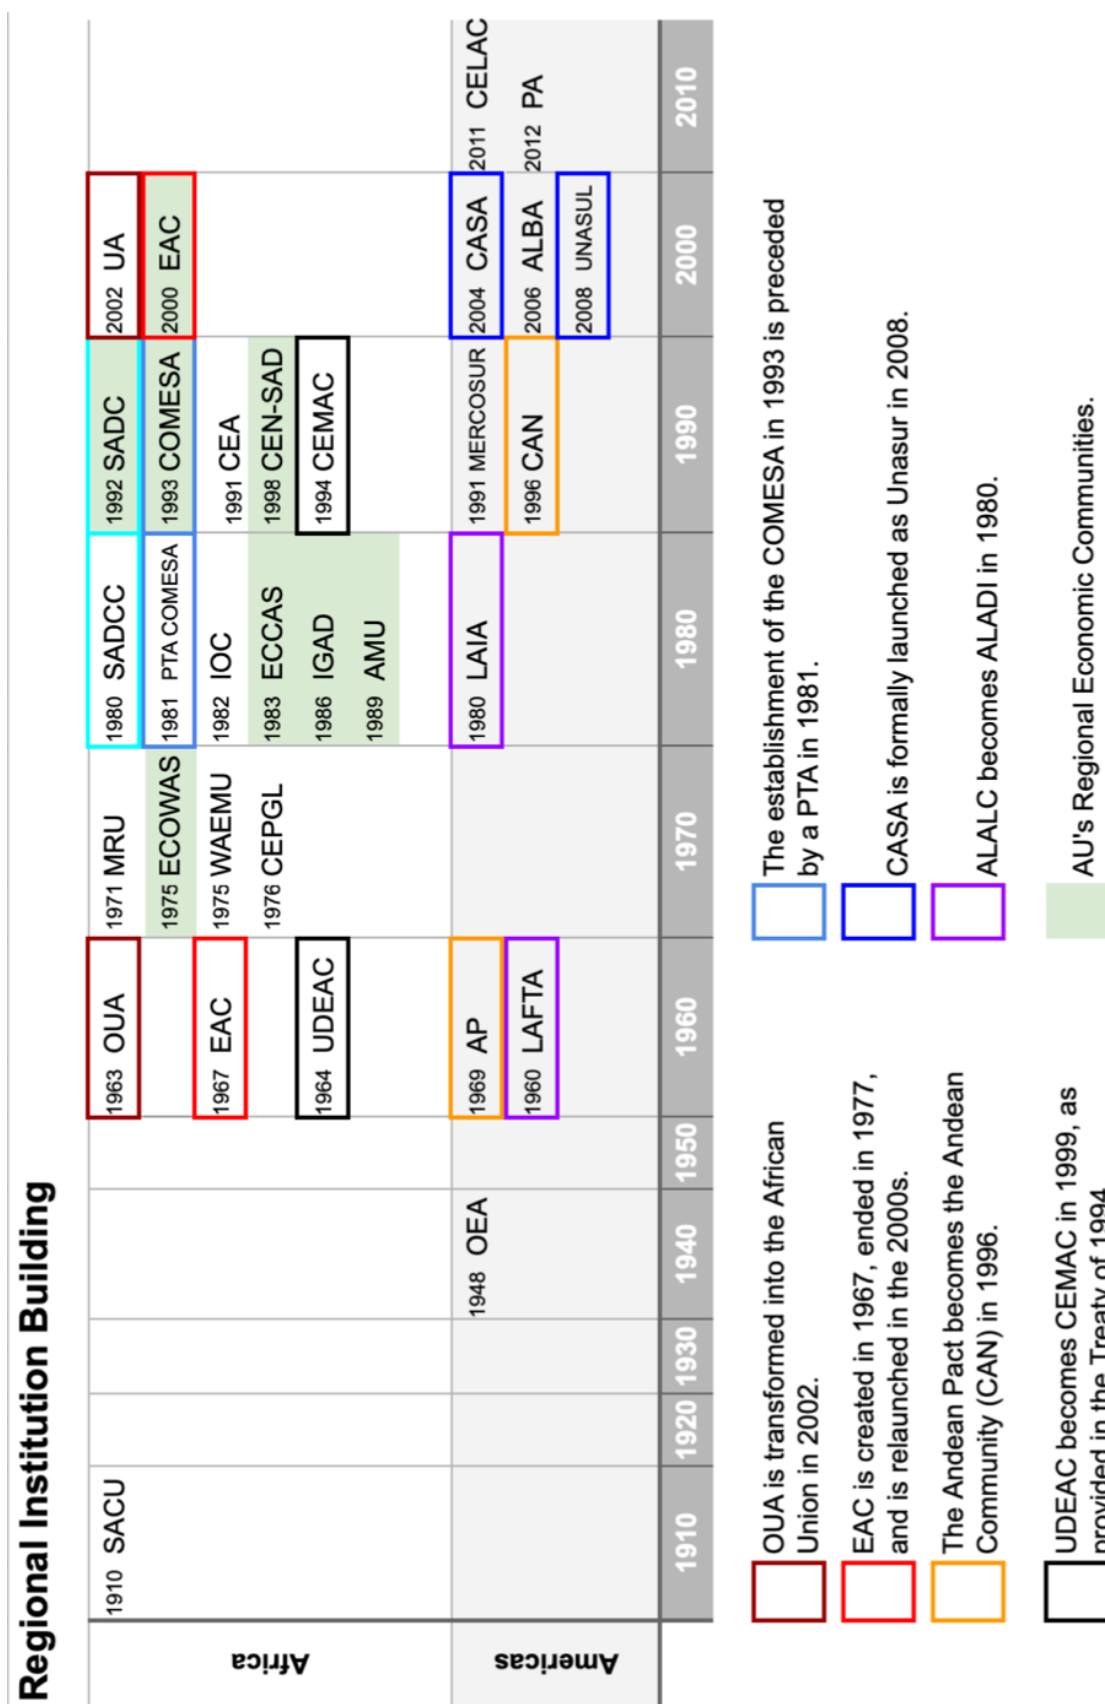 Regional Institution Building
Africa
1910 SACU
1963 OUA
1971 MRU
1980 SADCC
1992 SADC
2002 UA
1975 ECOWAS
1981 PTA COMESA
1993 COMESA
2000 EAC
1967 EAC
1975 WAEMU
1982 IOC
1991 CEA
1976 CEPGL
1983 ECCAS
1998 CEN-SAD
1964 UDEAC
1986 IGAD
1994 CEMAC
1989 AMU
Americas
1948 OEA
1969 AP
1980 LAIA
1991 MERCOSUR
2004 CASA
2011 CELAC
1960 LAFTA
1996 CAN
2006 ALBA
2012 PA
2008 UNASUL
1910 1920 1930 1940 1950 1960 1970 1980 1990 2000 2010
OUA is transformed into the African
Union in 2002.
EAC is created in 1967, ended in 1977,
and is relaunched in the 2000s.
The Andean Pact becomes the Andean
Community (CAN) in 1996.
UDEAC becomes CEMAC in 1999, as
provided in the Treaty of 1994
The establishment of the COMESA in 1993 is preceded
by a PTA in 1981.
CASA is formally launched as Unasur in 2008.
ALALC becomes ALADI in 1980.
AU's Regional Economic Communities.